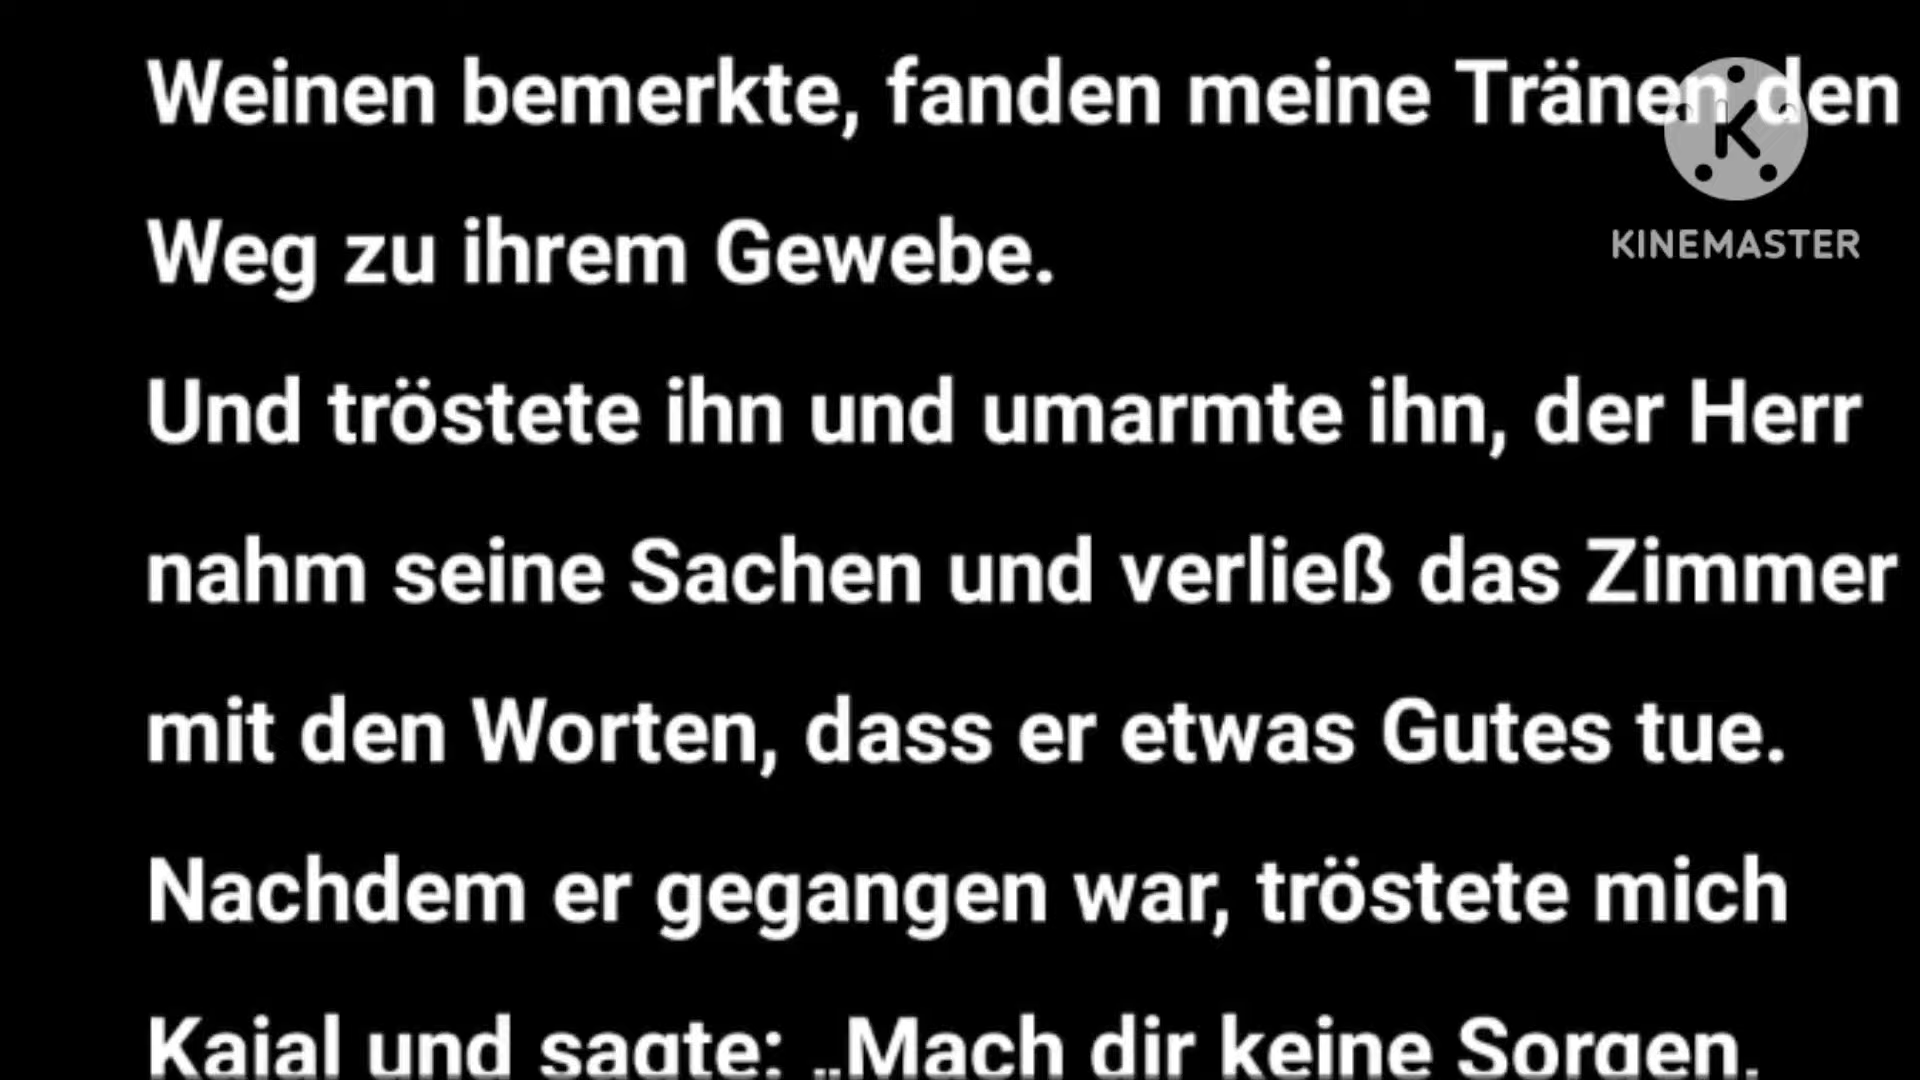 Weinen bemerkte, fanden meine Tränen den
KINEMASTER
Weg zu ihrem Gewebe.
Und tröstete ihn und umarmte ihn, der Herr
nahm seine Sachen und verließ das Zimmer
mit den Worten, dass er etwas Gutes tue.
Nachdem er gegangen war, tröstete mich
Kajal und sagte: „Mach dir keine Sorgen,